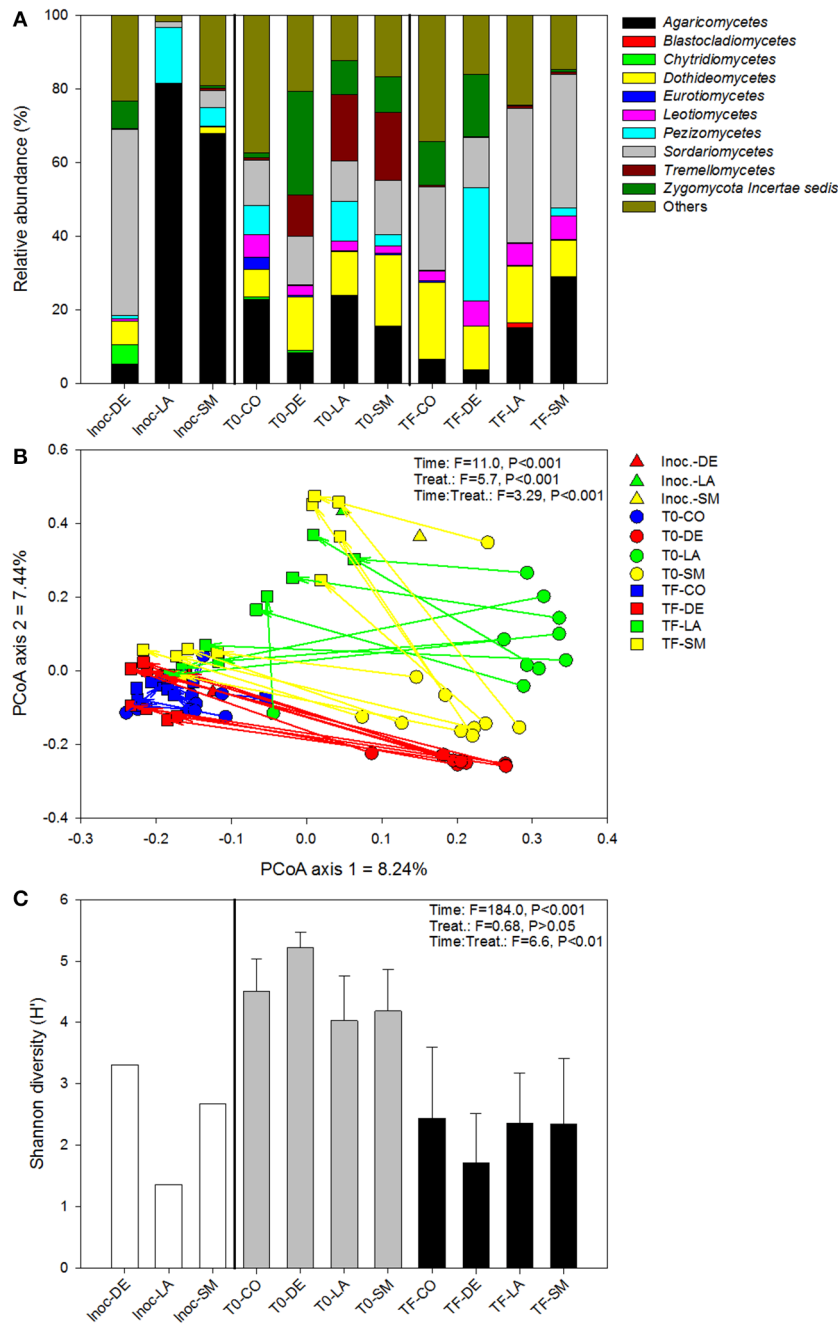 A
Relative abundance (%)
100
80
60
40
20
0
Inoc-DE
Inoc-LA
Inoc-SM
T0-CO
T0-DE
T0-LA
T0-SM
TF-CO
TF-DE
TF-LA
TF-SM
Agaricomycetes
Blastocladiomycetes
Chytridiomycetes
Dothideomycetes
Eurotiomycetes
Leotiomycetes
Pezizomycetes
Sordariomycetes
Tremellomycetes
Zygomycota Incertae sedis
Others
B
PCoA axis 2 = 7.44%
0.6
0.4
0.2
0.0
-0.2
-0.4
Time: F=11.0, P<0.001
Treat.: F=5.7, P<0.001
Time:Treat.: F=3.29, P<0.001
-0.3
-0.2
-0.1
0.0
0.1
0.2
0.3
0.4
PCoA axis 1 = 8.24%
Inoc.-DE
Inoc.-LA
Inoc.-SM
T0-CO
T0-DE
T0-LA
T0-SM
TF-CO
TF-DE
TF-LA
TF-SM
C
Shannon diversity (H')
6
5
4
3
2
1
0
Time: F=184.0, P<0.001
Treat.: F=0.68, P>0.05
Time:Treat.: F=6.6, P<0.01
Inoc-DE
Inoc-LA
Inoc-SM
T0-CO
T0-DE
T0-LA
T0-SM
TF-CO
TF-DE
TF-LA
TF-SM